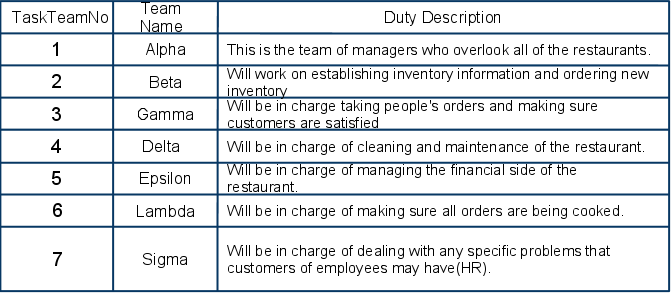 TaskTeamNo Team Name Duty Description
1 Alpha This is the team of managers who overlook all of the restaurants.
2 Beta Will work on establishing inventory information and ordering new
inventory
3 Gamma Will be in charge taking people's orders and making sure
customers are satisfied
4 Delta Will be in charge of cleaning and maintenance of the restaurant.
5 Epsilon Will be in charge of managing the financial side of the
restaurant.
6 Lambda Will be in charge of making sure all orders are being cooked.
7 Sigma Will be in charge of dealing with any specific problems that
customers of employees may have(HR).